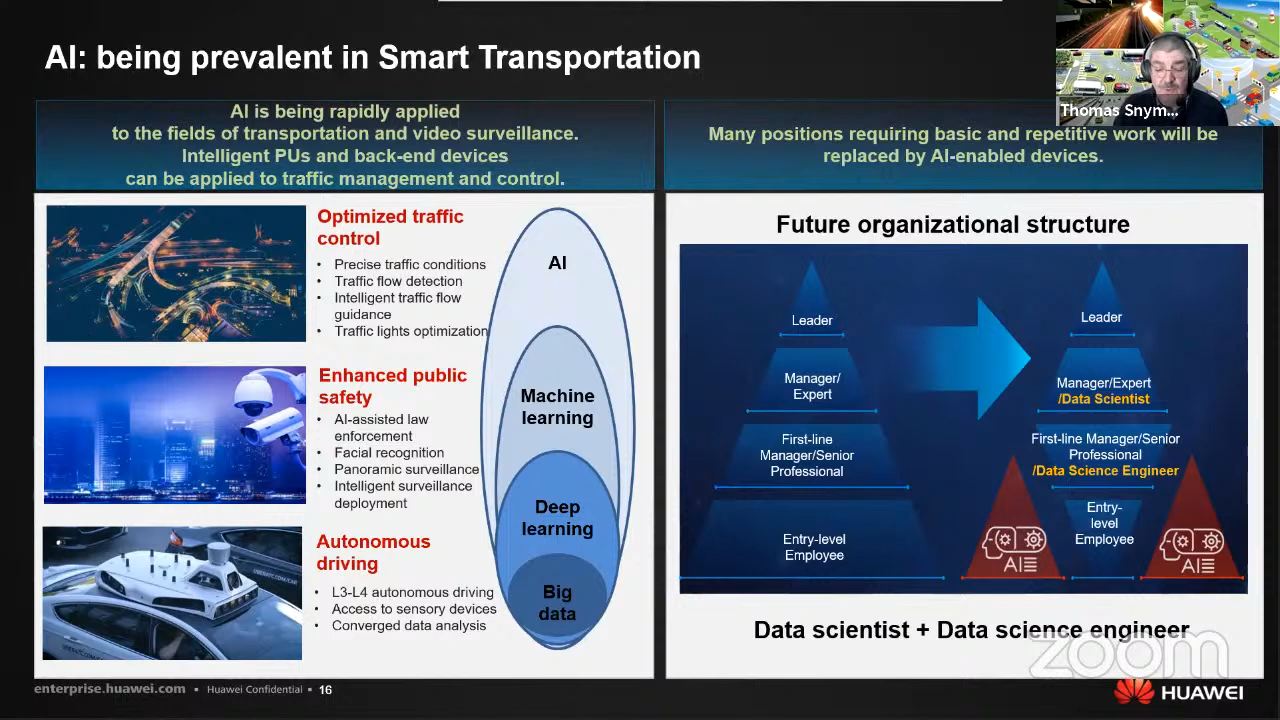 AI: being prevalent in Smart Transportation
Thomas Snym...
AI is being rapidly applied
to the fields of transportation and video surveillance.
Intelligent PUs and back-end devices
can be applied to traffic management and control.
Many positions requiring basic and repetitive work will be
replaced by AI-enabled devices.
Optimized traffic
control
• Precise traffic conditions
• Traffic flow detection
• Intelligent traffic flow
guidance
• Traffic lights optimization
Enhanced public
safety
• AI-assisted law
enforcement
• Facial recognition
• Panoramic surveillance
• Intelligent surveillance
deployment
Autonomous
driving
• L3-L4 autonomous driving
• Access to sensory devices
• Converged data analysis
AI
Machine
learning
Deep
learning
Big
data
Future organizational structure
Leader
Manager/
Expert
First-line
Manager/Senior
Professional
Entry-level
Employee
Leader
Manager/Expert
/Data Scientist
First-line Manager/Senior
Professional
/Data Science Engineer
Entry-
level
Employee
AI
AI
Data scientist + Data science engineer
zoom
enterprise.huawei.com ▪ Huawei Confidential ▪ 16
HUAWEI